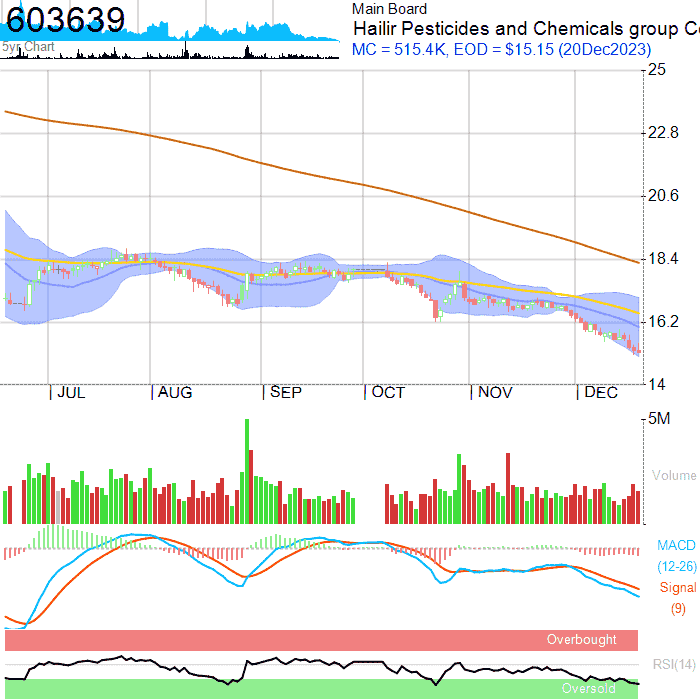 603639
5yr Chart
Main Board
Hailir Pesticides and Chemicals group Co
MC = 515.4K, EOD = $15.15 (20Dec2023)
25
22.8
20.6
18.4
16.2
14
JUL
AUG
SEP
OCT
NOV
DEC
5M
Volume
MACD
(12-26)
Signal
(9)
Overbought
RSI(14)
Oversold